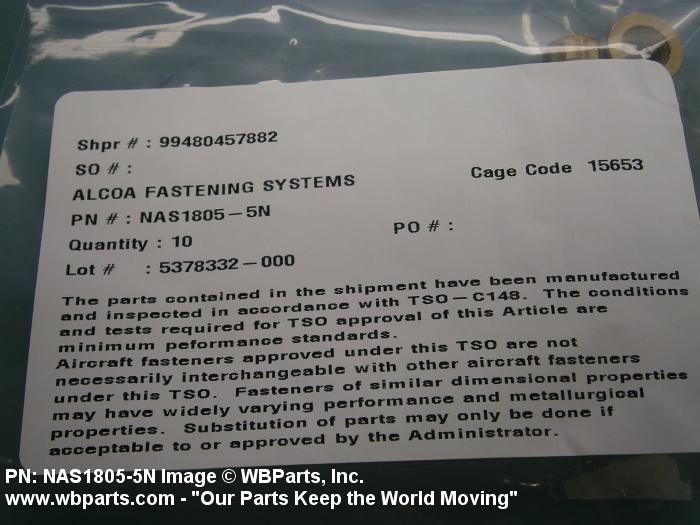 Shpr # : 99480457882
SO # :
ALCOA FASTENING SYSTEMS
Cage Code 15653
PN # : NAS1805-5N
PO # :
Quantity : 10
Lot # : 5378332-000
The parts contained in the shipment have been manufactured
and inspected in accordance with TSO-C148. The conditions
and tests required for TSO approval of this Article are
minimum peformance standards.
Aircraft fasteners approved under this TSO are not
necessarily interchangeable with other aircraft fasteners
under this TSO. Fasteners of similar dimensional properties
may have widely varying performance and metallurgical
properties. Substitution of parts may only be done if
acceptable to or approved by the Administrator.
PN: NAS1805-5N Image © WBParts, Inc.
www.wbparts.com - "Our Parts Keep the World Moving"